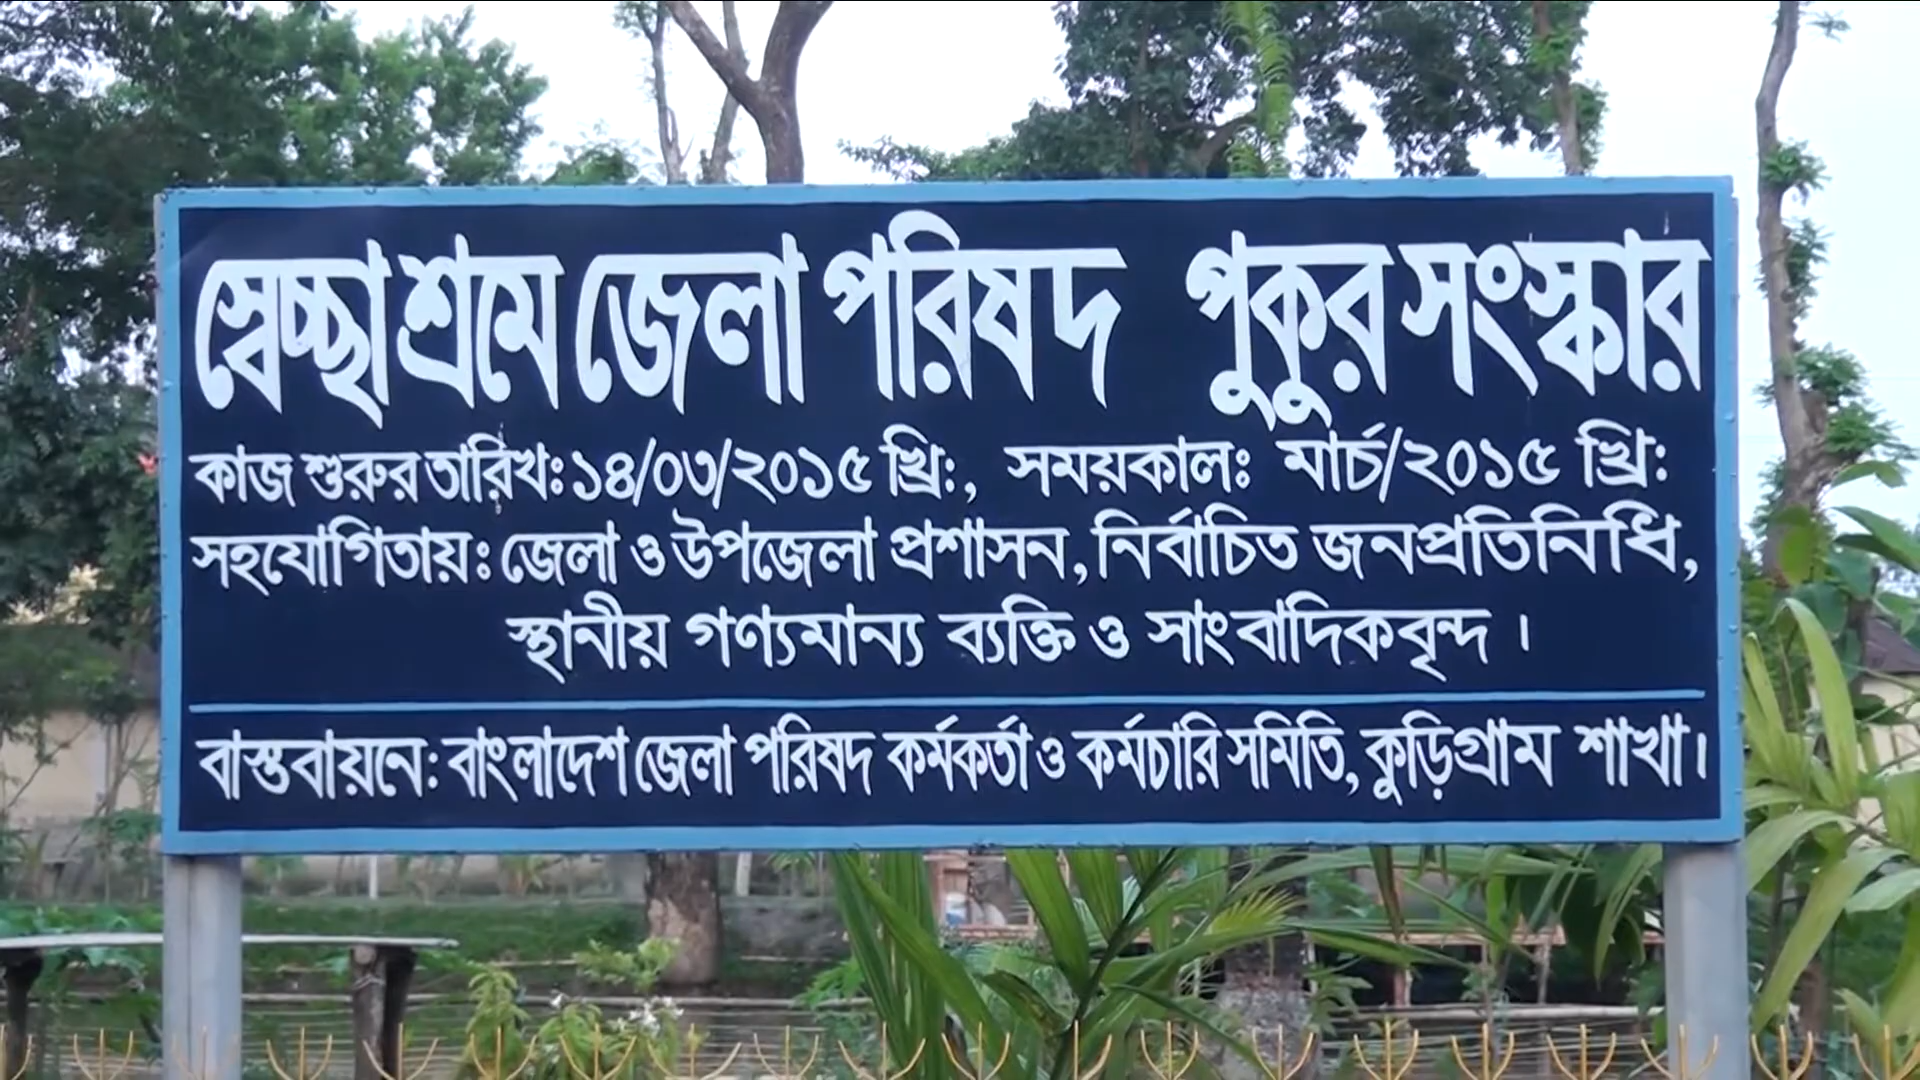 স্বেচ্ছাশ্রমে জেলা পরিষদ পুকুর সংস্কার
কাজ শুরুর তারিখঃ ১৪/০৩/২০১৫ খ্রি:, সময়কালঃ মার্চ/২০১৫ খ্রি:
সহযোগিতায়ঃ জেলা ও উপজেলা প্রশাসন, নির্বাচিত জনপ্রতিনিধি,
স্থানীয় গণ্যমান্য ব্যক্তি ও সাংবাদিকবৃন্দ ।
বাস্তবায়নে: বাংলাদেশ জেলা পরিষদ কর্মকর্তা ও কর্মচারি সমিতি, কুড়িগ্রাম শাখা।